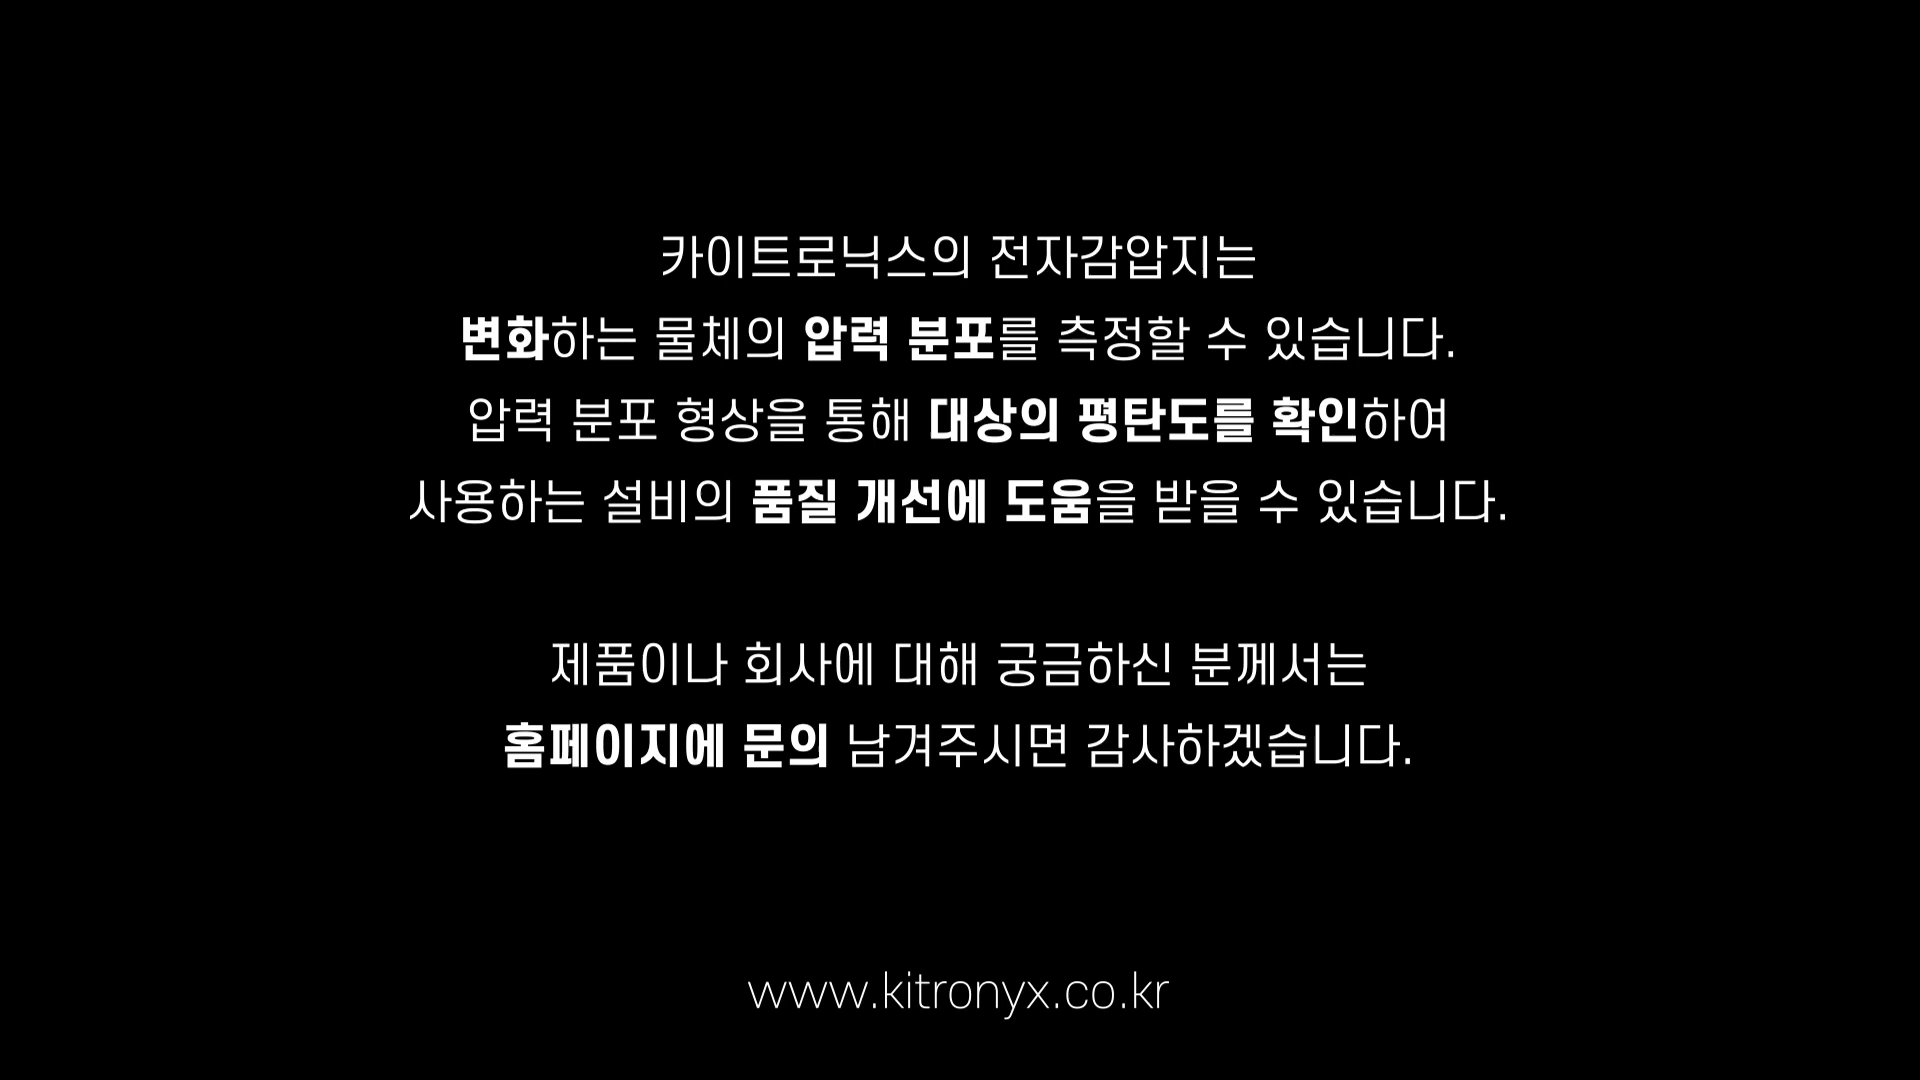 카이트로닉스의 전자감압지는
변화하는 물체의 압력 분포를 측정할 수 있습니다.
압력 분포 형상을 통해 대상의 평탄도를 확인하여
사용하는 설비의 품질 개선에 도움을 받을 수 있습니다.
제품이나 회사에 대해 궁금하신 분께서는
홈페이지에 문의 남겨주시면 감사하겠습니다.
www.kitronyx.co.kr